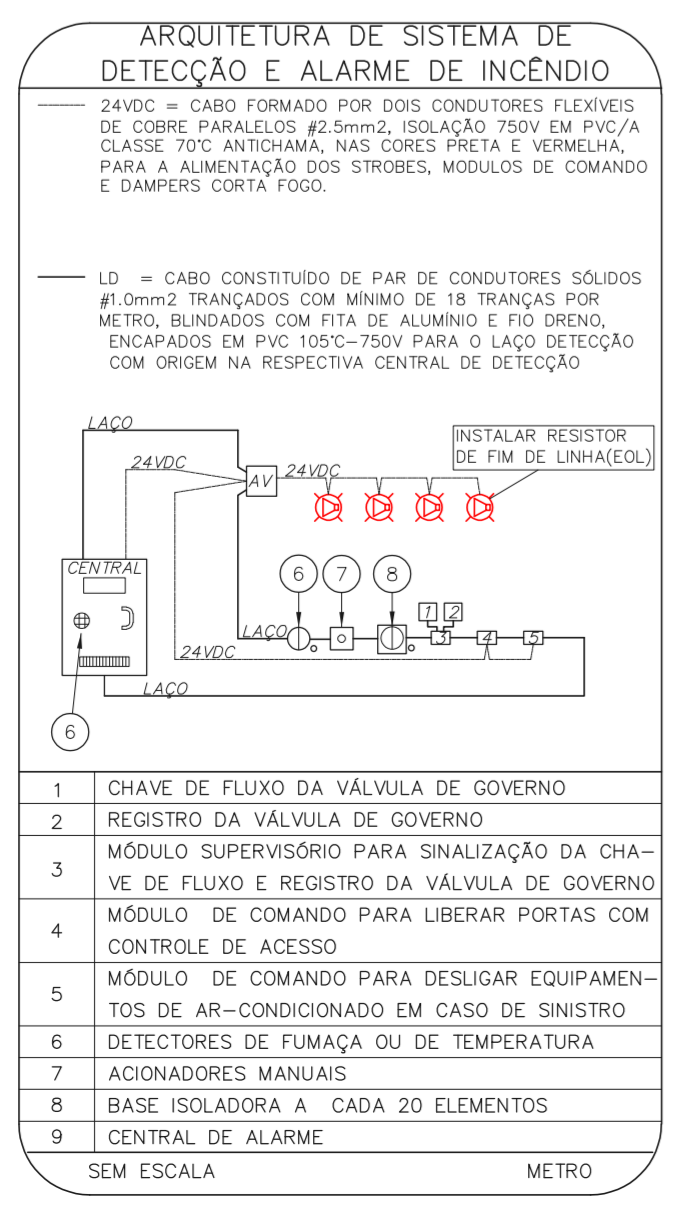 ARQUITETURA DE SISTEMA DE
DETECÇÃO E ALARME DE INCÊNDIO
24VDC = CABO FORMADO POR DOIS CONDUTORES FLEXÍVEIS
DE COBRE PARALELOS #2.5mm2, ISOLAÇÃO 750V EM PVC/A
CLASSE 70°C ANTICHAMA, NAS CORES PRETA E VERMELHA,
PARA A ALIMENTAÇÃO DOS STROBES, MODULOS DE COMANDO
E DAMPERS CORTA FOGO.
LD = CABO CONSTITUÍDO DE PAR DE CONDUTORES SÓLIDOS
#1.0mm2 TRANÇADOS COM MÍNIMO DE 18 TRANÇAS POR
METRO, BLINDADOS COM FITA DE ALUMÍNIO E FIO DRENO,
ENCAPADOS EM PVC 105°C-750V PARA O LAÇO DETECÇÃO
COM ORIGEM NA RESPECTIVA CENTRAL DE DETECÇÃO
LAÇO
INSTALAR RESISTOR
DE FIM DE LINHA(EOL)
24VDC
24VDC
AV
CENTRAL
6 7 8
1 2
LAÇO
3 4 5
24VDC
LAÇO
6
1 CHAVE DE FLUXO DA VÁLVULA DE GOVERNO
2 REGISTRO DA VÁLVULA DE GOVERNO
3 MÓDULO SUPERVISÓRIO PARA SINALIZAÇÃO DA CHA-
VE DE FLUXO E REGISTRO DA VÁLVULA DE GOVERNO
4 MÓDULO DE COMANDO PARA LIBERAR PORTAS COM
CONTROLE DE ACESSO
5 MÓDULO DE COMANDO PARA DESLIGAR EQUIPAMEN-
TOS DE AR-CONDICIONADO EM CASO DE SINISTRO
6 DETECTORES DE FUMAÇA OU DE TEMPERATURA
7 ACIONADORES MANUAIS
8 BASE ISOLADORA A CADA 20 ELEMENTOS
9 CENTRAL DE ALARME
SEM ESCALA METRO